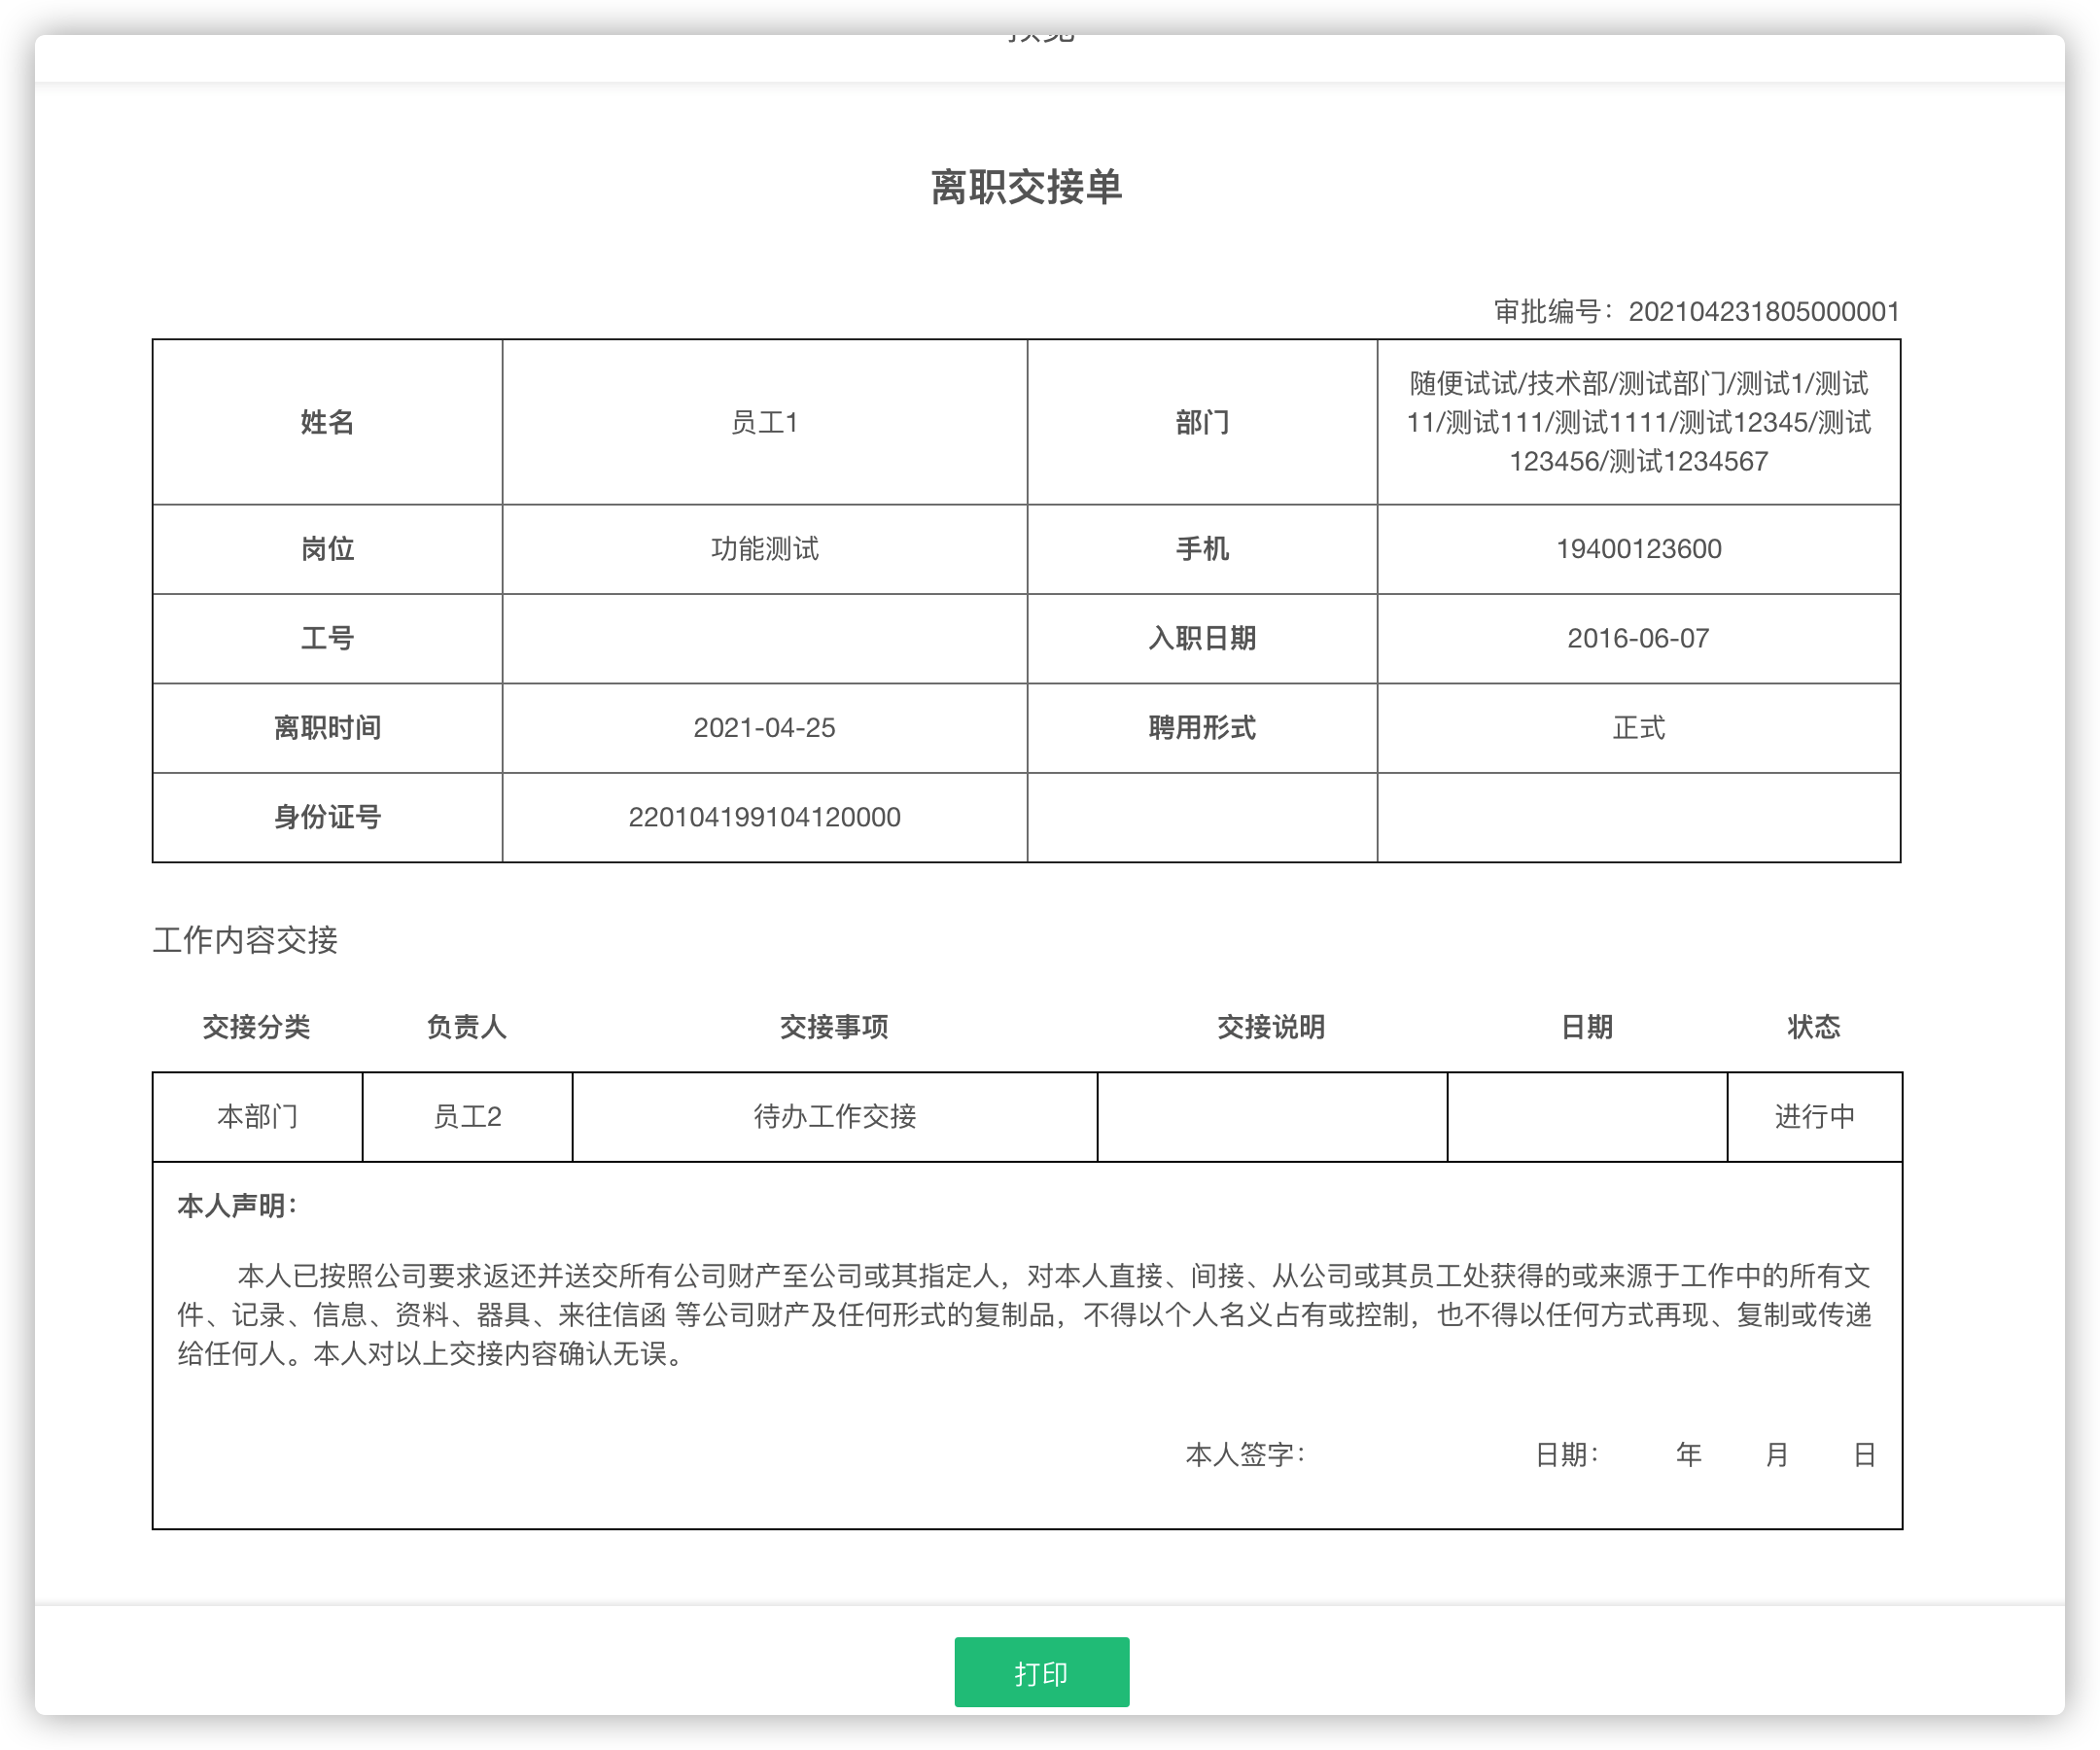 离职交接单
审批编号：202104231805000001
姓名 员工1 部门 随便试试/技术部/测试部门/测试1/测试
11/测试111/测试1111/测试12345/测试
123456/测试1234567
岗位 功能测试 手机 19400123600
工号 入职日期 2016-06-07
离职时间 2021-04-25 聘用形式 正式
身份证号 220104199104120000
工作内容交接
交接分类 负责人 交接事项 交接说明 日期 状态
本部门 员工2 待办工作交接 进行中
本人声明：
本人已按照公司要求返还并送交所有公司财产至公司或其指定人，对本人直接、间接、从公司或其员工处获得的或来源于工作中的所有文
件、记录、信息、资料、器具、来往信函 等公司财产及任何形式的复制品，不得以个人名义占有或控制，也不得以任何方式再现、复制或传递
给任何人。本人对以上交接内容确认无误。
本人签字： 日期： 年 月 日
打印